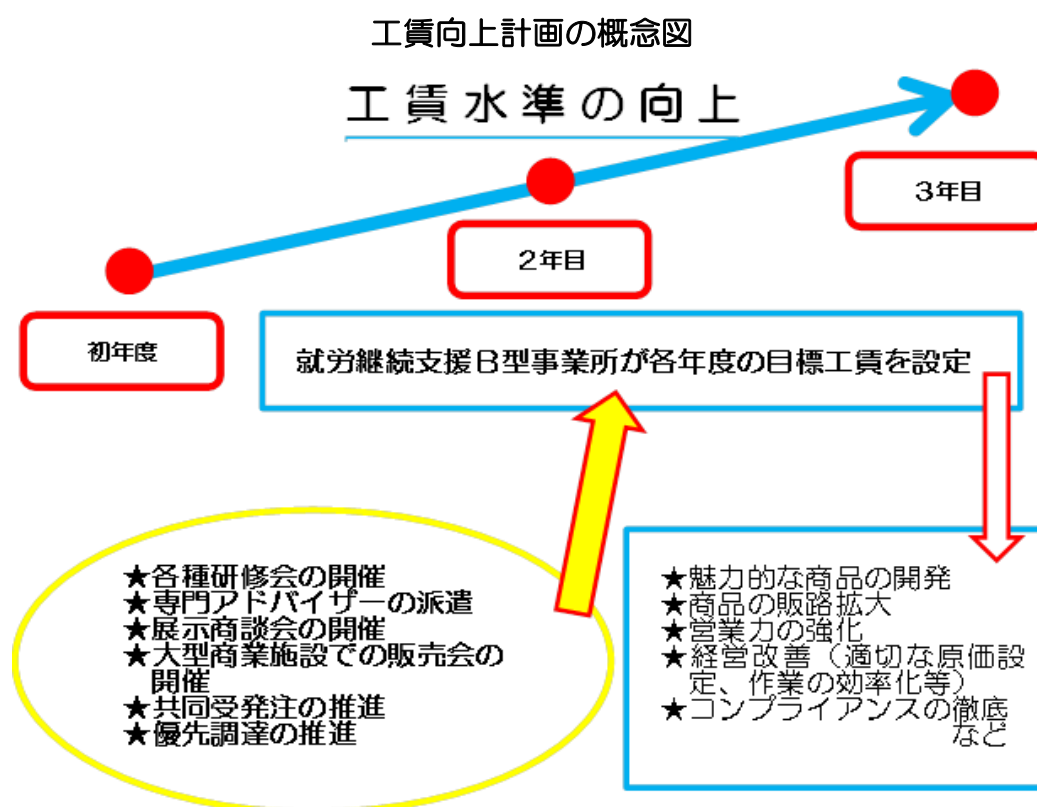 工賃向上計画の概念図
工賃水準の向上
3年目
2年目
初年度
就労継続支援B型事業所が各年度の目標工賃を設定
★各種研修会の開催
★専門アドバイザーの派遣
★展示商談会の開催
★大型商業施設での販売会の
開催
★共同受発注の推進
★優先調達の推進
★魅力的な商品の開発
★商品の販路拡大
★営業力の強化
★経営改善（適切な原価設
定、作業の効率化等）
★コンプライアンスの徹底
など